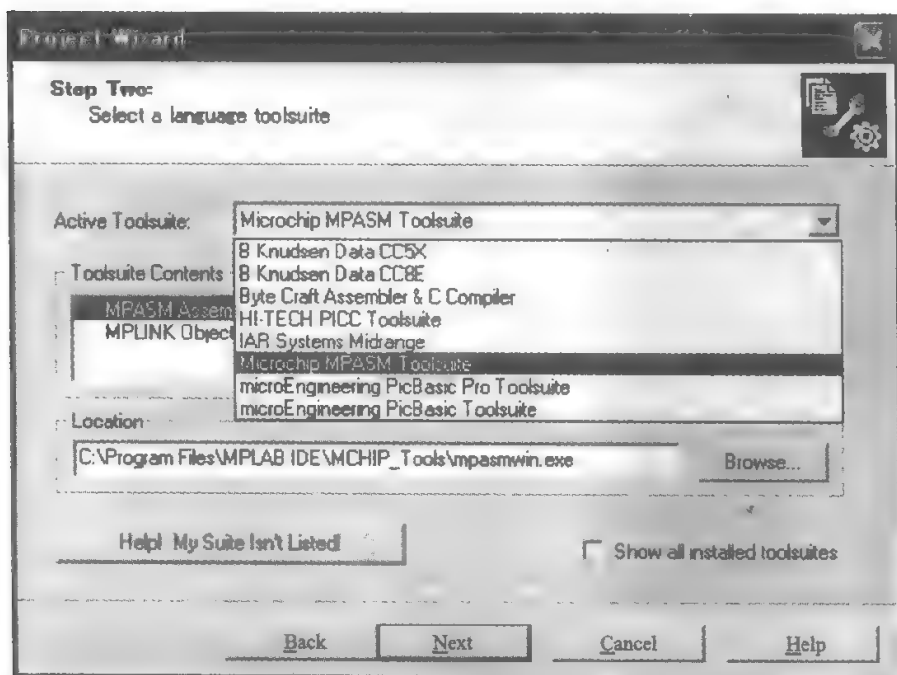 Project Wizard
Step Two:
Select a language toolsuite
Active Toolsuite:
Microchip MPASM Toolsuite
B Knudsen Data CC5X
B Knudsen Data CC8E
Byte Craft Assembler & C Compiler
HI-TECH PICC Toolsuite
IAR Systems Midrange
Microchip MPASM Toolsuite
microEngineering PicBasic Pro Toolsuite
microEngineering PicBasic Toolsuite
Toolsuite Contents
MPASM Assem
MPLINK Object
Location
C:\Program Files\MPLAB IDE\MCHIP_Tools\mpasmwin.exe
Browse...
Help! My Suite Isn't Listed!
Show all installed toolsuites
Back
Next
Cancel
Help